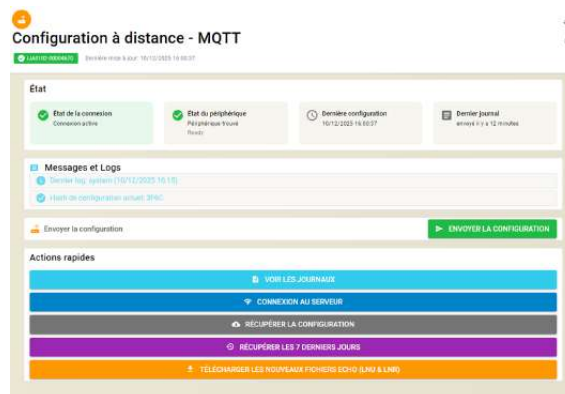 Configuration à distance - MQTT
Dernière mise à jour: 10/12/2025 16:00:37
État
État de la connexion
Connexion active
État du périphérique
Périphérique trouvé
Ready
Dernière configuration
10/12/2025 16:00:37
Dernier journal
envoyé il y a 12 minutes
Messages et Logs
Dernier log: system (10/12/2025 16:15)
Hash de configuration actuel:
Envoyer la configuration
ENVOYER LA CONFIGURATION
Actions rapides
VOIR LES JOURNAUX
CONNEXION AU SERVEUR
RÉCUPÉRER LA CONFIGURATION
RÉCUPÉRER LES 7 DERNIERS JOURS
TÉLÉCHARGER LES NOUVEAUX FICHIERS ECHO (LNU & LNR)